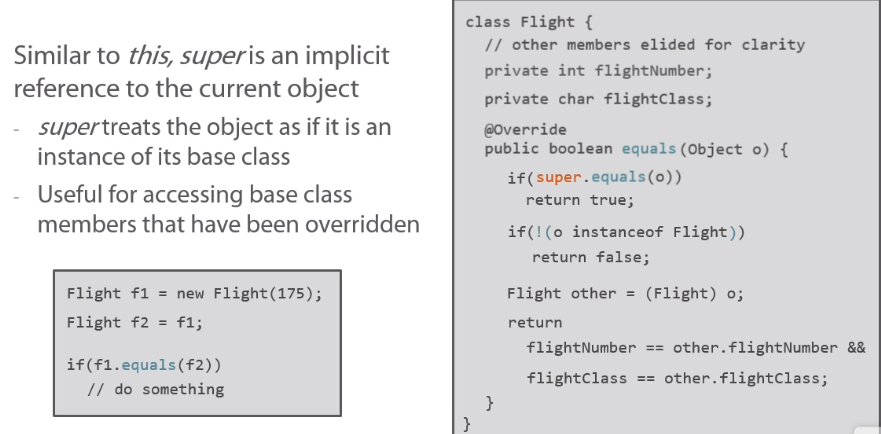 Similar to this, super is an implicit
reference to the current object
- super treats the object as if it is an
instance of its base class
- Useful for accessing base class
members that have been overridden
Flight f1 = new Flight(175);
Flight f2 = f1;
if(f1.equals(f2))
// do something
class Flight {
// other members elided for clarity
private int flightNumber;
private char flightClass;
@Override
public boolean equals(Object o) {
if(super.equals(o))
return true;
if(!(o instanceof Flight))
return false;
Flight other = (Flight) o;
return
flightNumber == other.flightNumber &&
flightClass == other.flightClass;
}
}